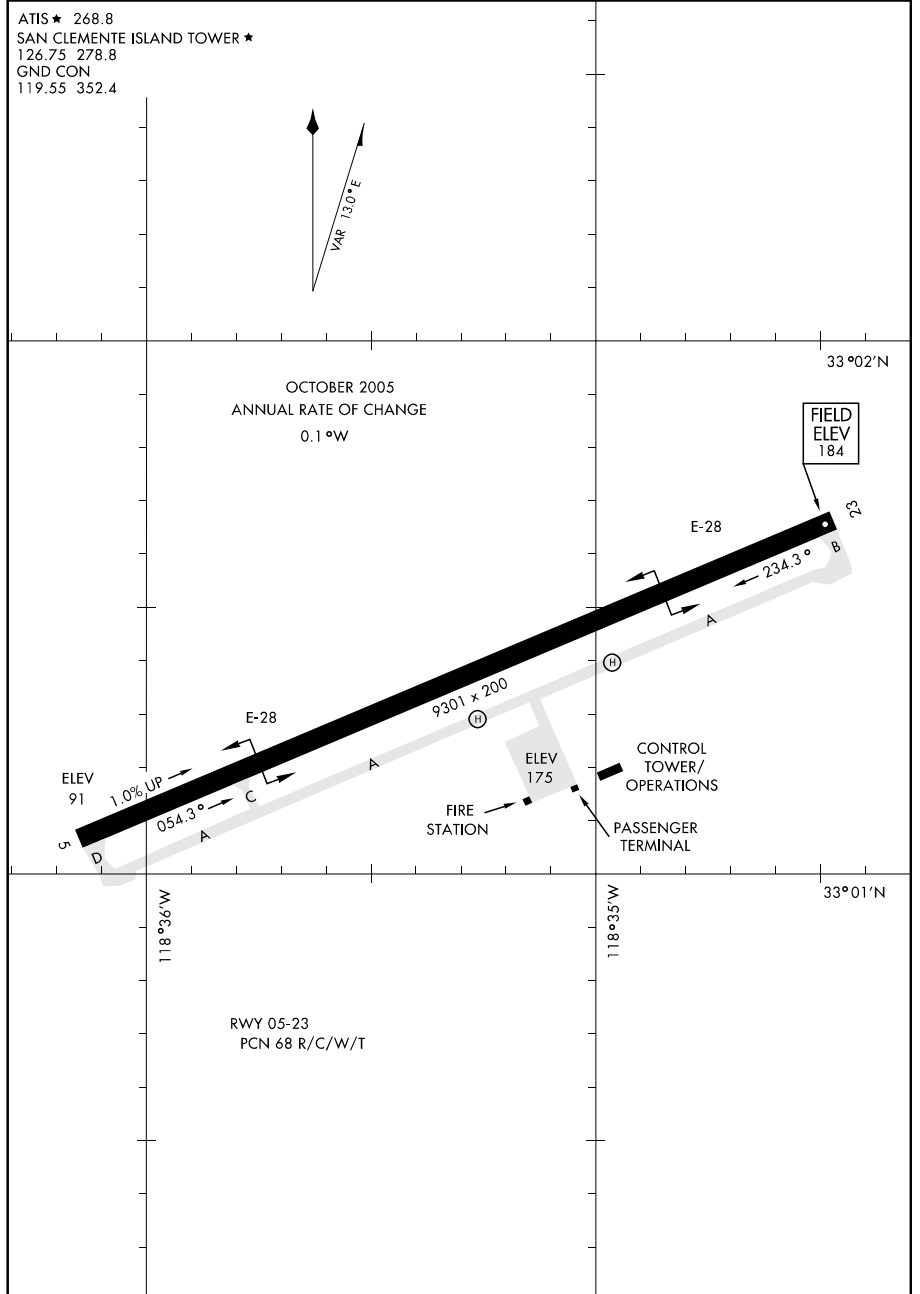 ATIS ★ 268.8
SAN CLEMENTE ISLAND TOWER ★
126.75 278.8
GND CON
119.55 352.4
VAR 13.0° E
33°02'N
OCTOBER 2005
ANNUAL RATE OF CHANGE
0.1°W
FIELD
ELEV
184
23
E-28
B
234.3°
A
H
9301 x 200
H
E-28
A
ELEV
175
CONTROL
TOWER/
OPERATIONS
ELEV
91
1.0% UP
C
054.3°
A
FIRE
STATION
PASSENGER
TERMINAL
5
D
118°36'W
118°35'W
33°01'N
RWY 05-23
PCN 68 R/C/W/T